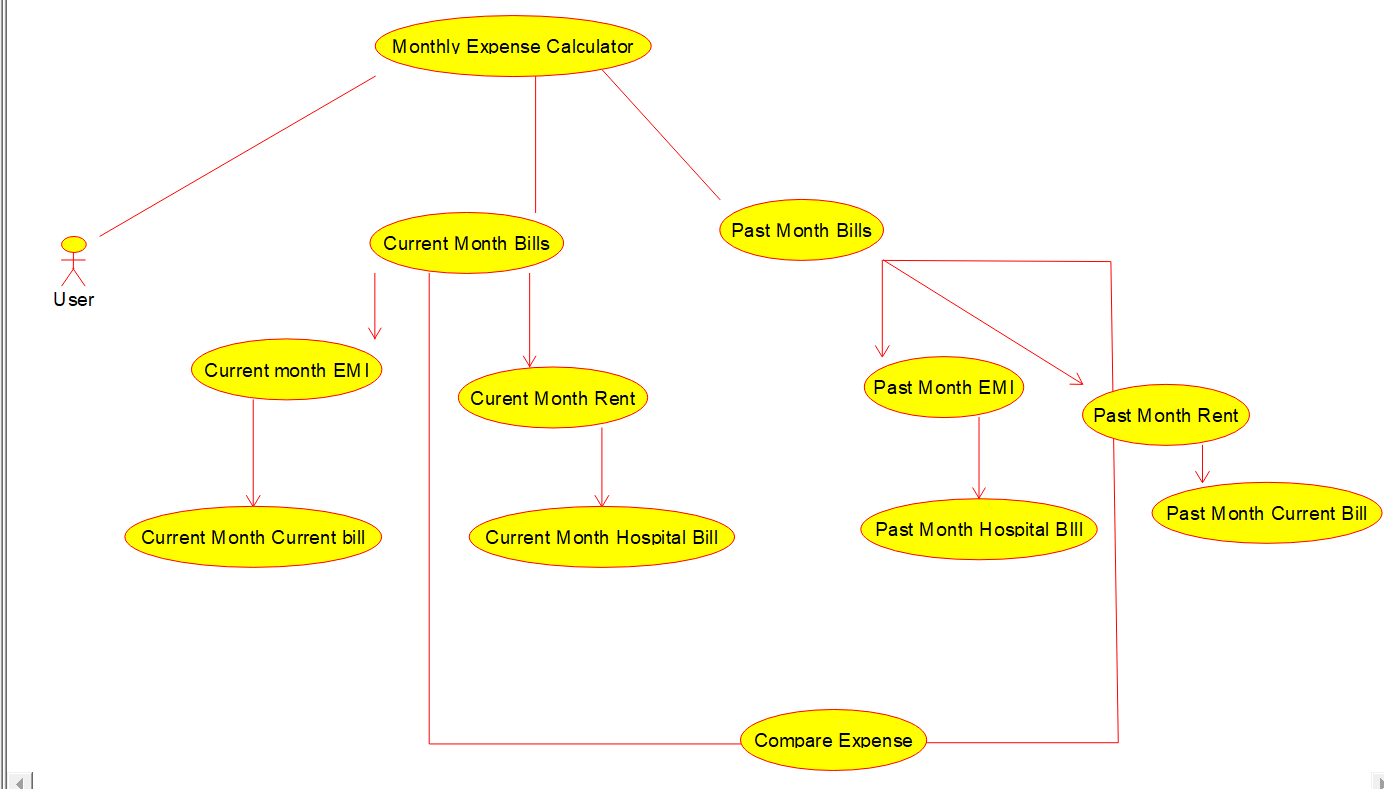 Monthly Expense Calculator
Past Month Bills
Current Month Bills
User
Current month EMI
Past Month EMI
Curent Month Rent
Past Month Rent
Past Month Current Bill
Past Month Hospital BIll
Current Month Current bill
Current Month Hospital Bill
Compare Expense